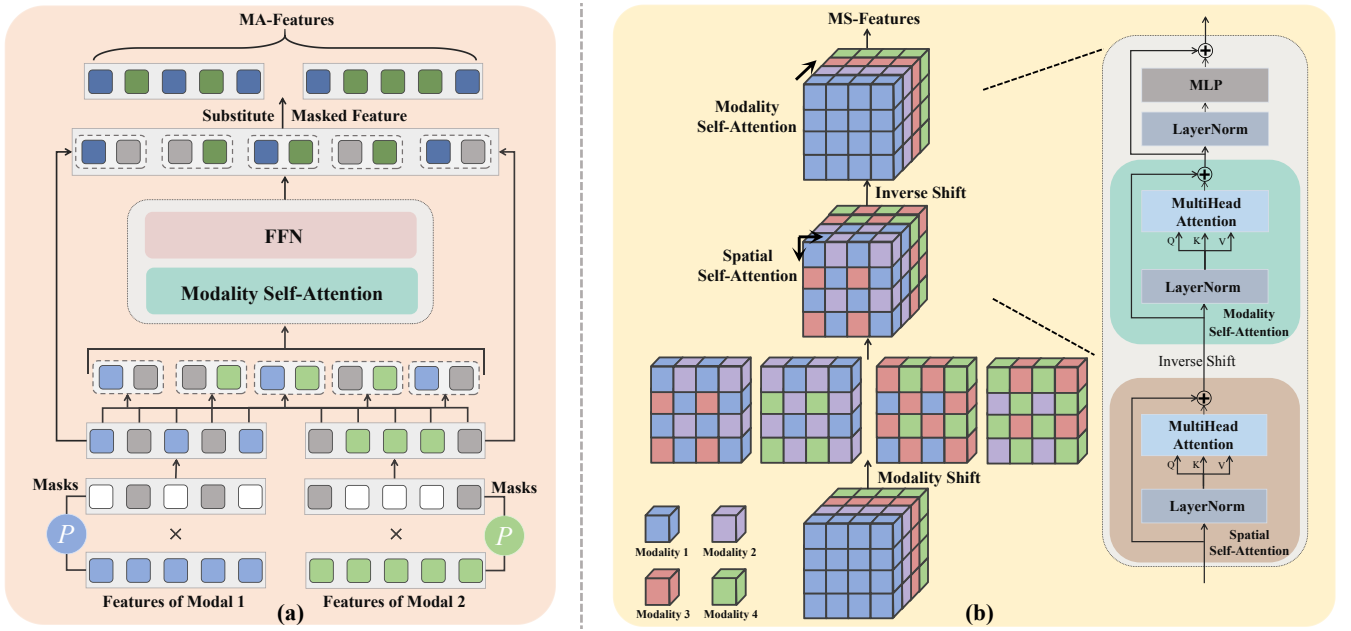 MA-Features
Substitute Masked Feature
FFN
Modality Self-Attention
Masks
Masks
P
×
×
P
Features of Modal 1
Features of Modal 2
(a)
MS-Features
Modality
Self-Attention
Inverse Shift
Spatial
Self-Attention
Modality Shift
Modality 1
Modality 2
Modality 3
Modality 4
(b)
MLP
LayerNorm
MultiHead
Attention
Q K V
LayerNorm
Modality
Self-Attention
Inverse Shift
MultiHead
Attention
Q K V
LayerNorm
Spatial
Self-Attention